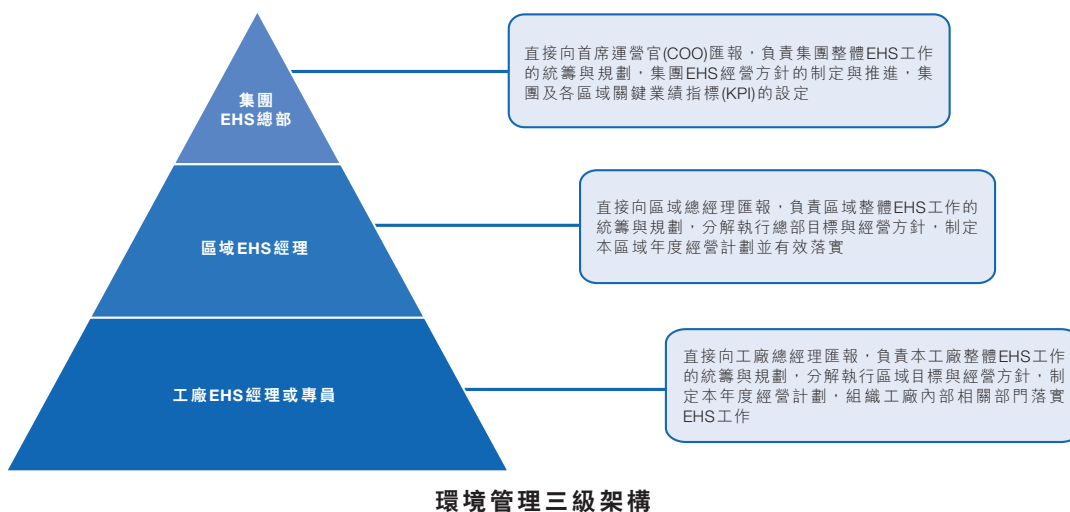 集團
EHS總部
直接向首席運營官(COO)匯報，負責集團整體EHS工作
的統籌與規劃，集團EHS經營方針的制定與推進，集
團及各區域關鍵業績指標(KPI)的設定
區域EHS經理
直接向區域總經理匯報，負責區域整體EHS工作的
統籌與規劃，分解執行總部目標與經營方針，制定
本區域年度經營計劃並有效落實
工廠EHS經理或專員
直接向工廠總經理匯報，負責本工廠整體EHS工作
的統籌與規劃，分解執行區域目標與經營方針，制
定本年度經營計劃，組織工廠內部相關部門落實
EHS工作
環境管理三級架構